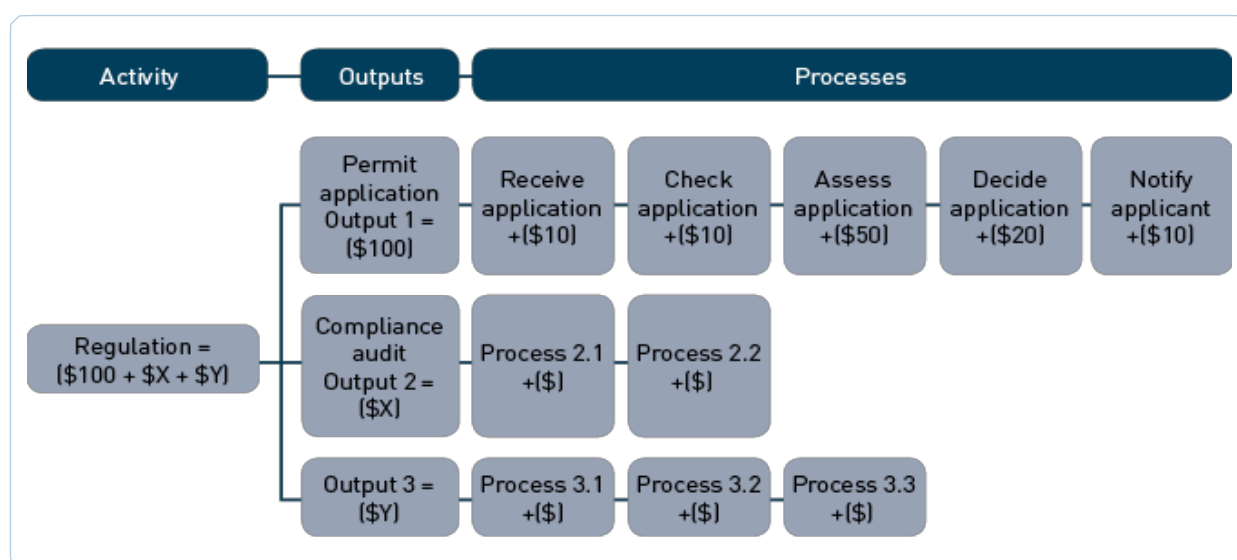 Activity
Outputs
Processes
Permit
application
Output 1 =
($100)
Receive
application
+($10)
Check
application
+($10)
Assess
application
+($50)
Decide
application
+($20)
Notify
applicant
+($10)
Regulation =
($100 + $X + $Y)
Compliance
audit
Output 2 =
($X)
Process 2.1
+($)
Process 2.2
+($)
Output 3 =
($Y)
Process 3.1
+($)
Process 3.2
+($)
Process 3.3
+($)